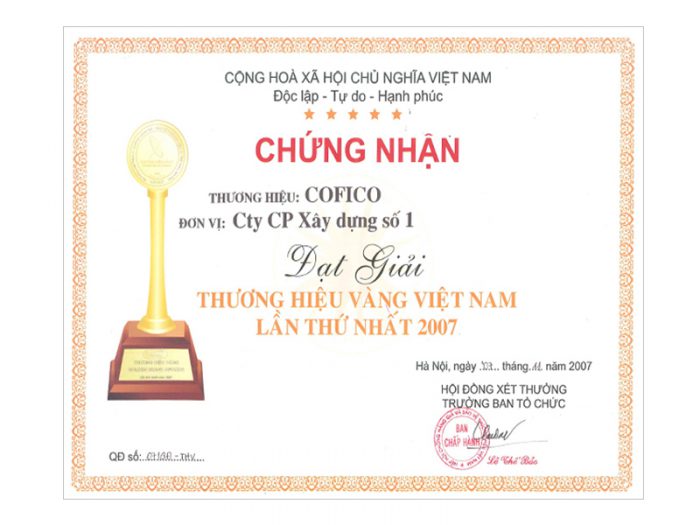 CỘNG HOÀ XÃ HỘI CHỦ NGHĨA VIỆT NAM
Độc lập - Tự do - Hạnh phúc
CHỨNG NHẬN
THƯƠNG HIỆU: COFICO
ĐƠN VỊ: Cty CP Xây dựng số 1
Đạt Giải
THƯƠNG HIỆU VÀNG VIỆT NAM
LẦN THỨ NHẤT 2007
Hà Nội, ngày .03.. tháng. năm 2007
HỘI ĐỒNG XÉT THƯỞNG
TRƯỞNG BAN TỔ CHỨC
BAN
CHẤP HÀNH
Lê Thế Bảo
QĐ số: